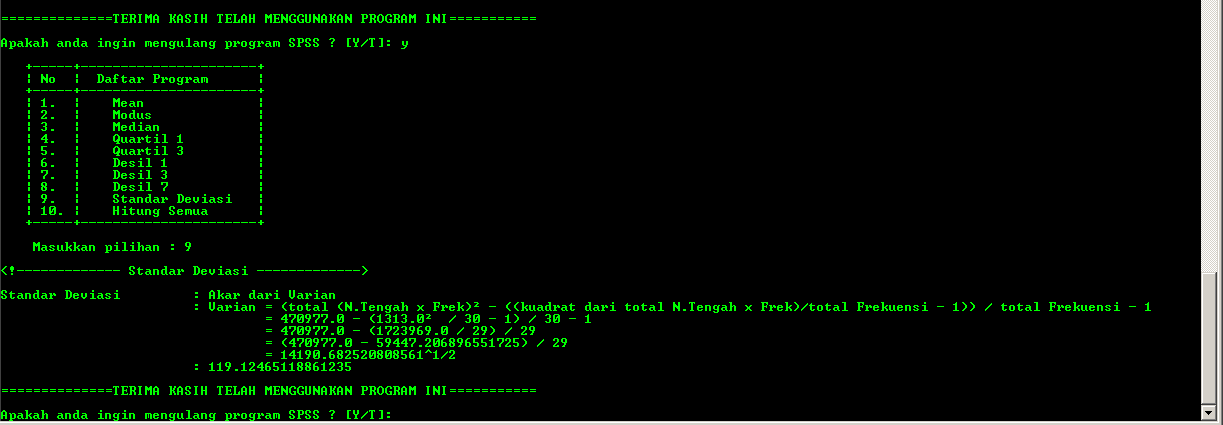 ==============TERIMA KASIH TELAH MENGGUNAKAN PROGRAM INI===========
Apakah anda ingin mengulang program SPSS ? [Y/T]: y
+-----+----------------------+
¦ No  ¦  Daftar Program      ¦
+-----+----------------------+
¦ 1.  ¦    Mean              ¦
¦ 2.  ¦    Modus             ¦
¦ 3.  ¦    Median            ¦
¦ 4.  ¦    Quartil 1         ¦
¦ 5.  ¦    Quartil 3         ¦
¦ 6.  ¦    Desil 1           ¦
¦ 7.  ¦    Desil 3           ¦
¦ 8.  ¦    Desil 7           ¦
¦ 9.  ¦    Standar Deviasi   ¦
¦ 10. ¦    Hitung Semua      ¦
+-----+----------------------+
Masukkan pilihan : 9
<!------------- Standar Deviasi ------------->
Standar Deviasi         : Akar dari Varian
: Varian = (total (N.Tengah x Frek)² - ((kuadrat dari total N.Tengah x Frek)/total Frekuensi - 1)) / total Frekuensi - 1
= 470977.0 - (1313.0²  / 30 - 1) / 30 - 1
= 470977.0 - (1723969.0 / 29) / 29
= (470977.0 - 59447.206896551725) / 29
= 14190.682520808561^1/2
: 119.12465118861235
==============TERIMA KASIH TELAH MENGGUNAKAN PROGRAM INI===========
Apakah anda ingin mengulang program SPSS ? [Y/T]: